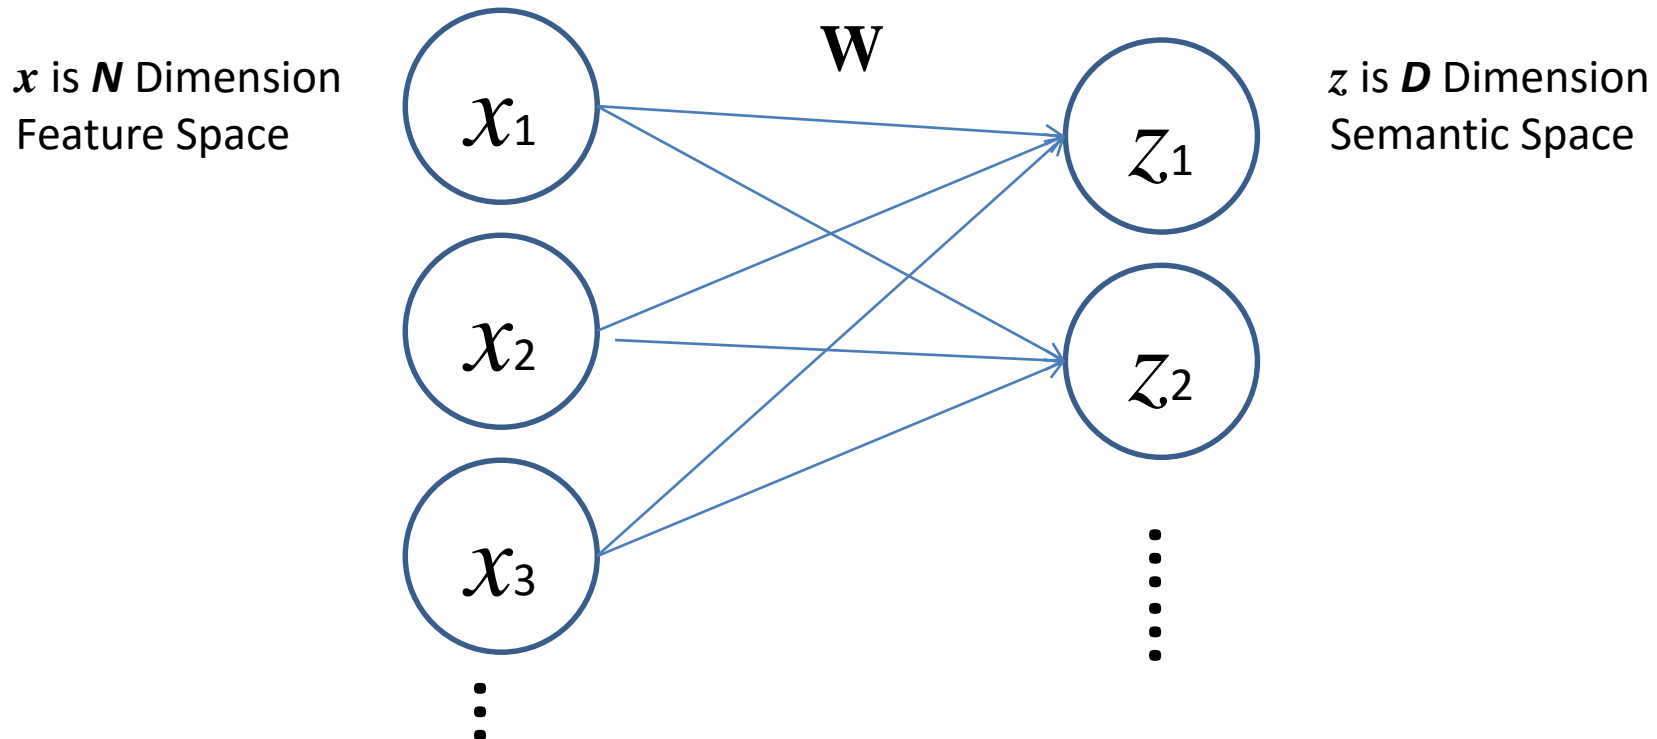 x is N Dimension
Feature Space
x1
x2
x3
W
z1
z2
z is D Dimension
Semantic Space